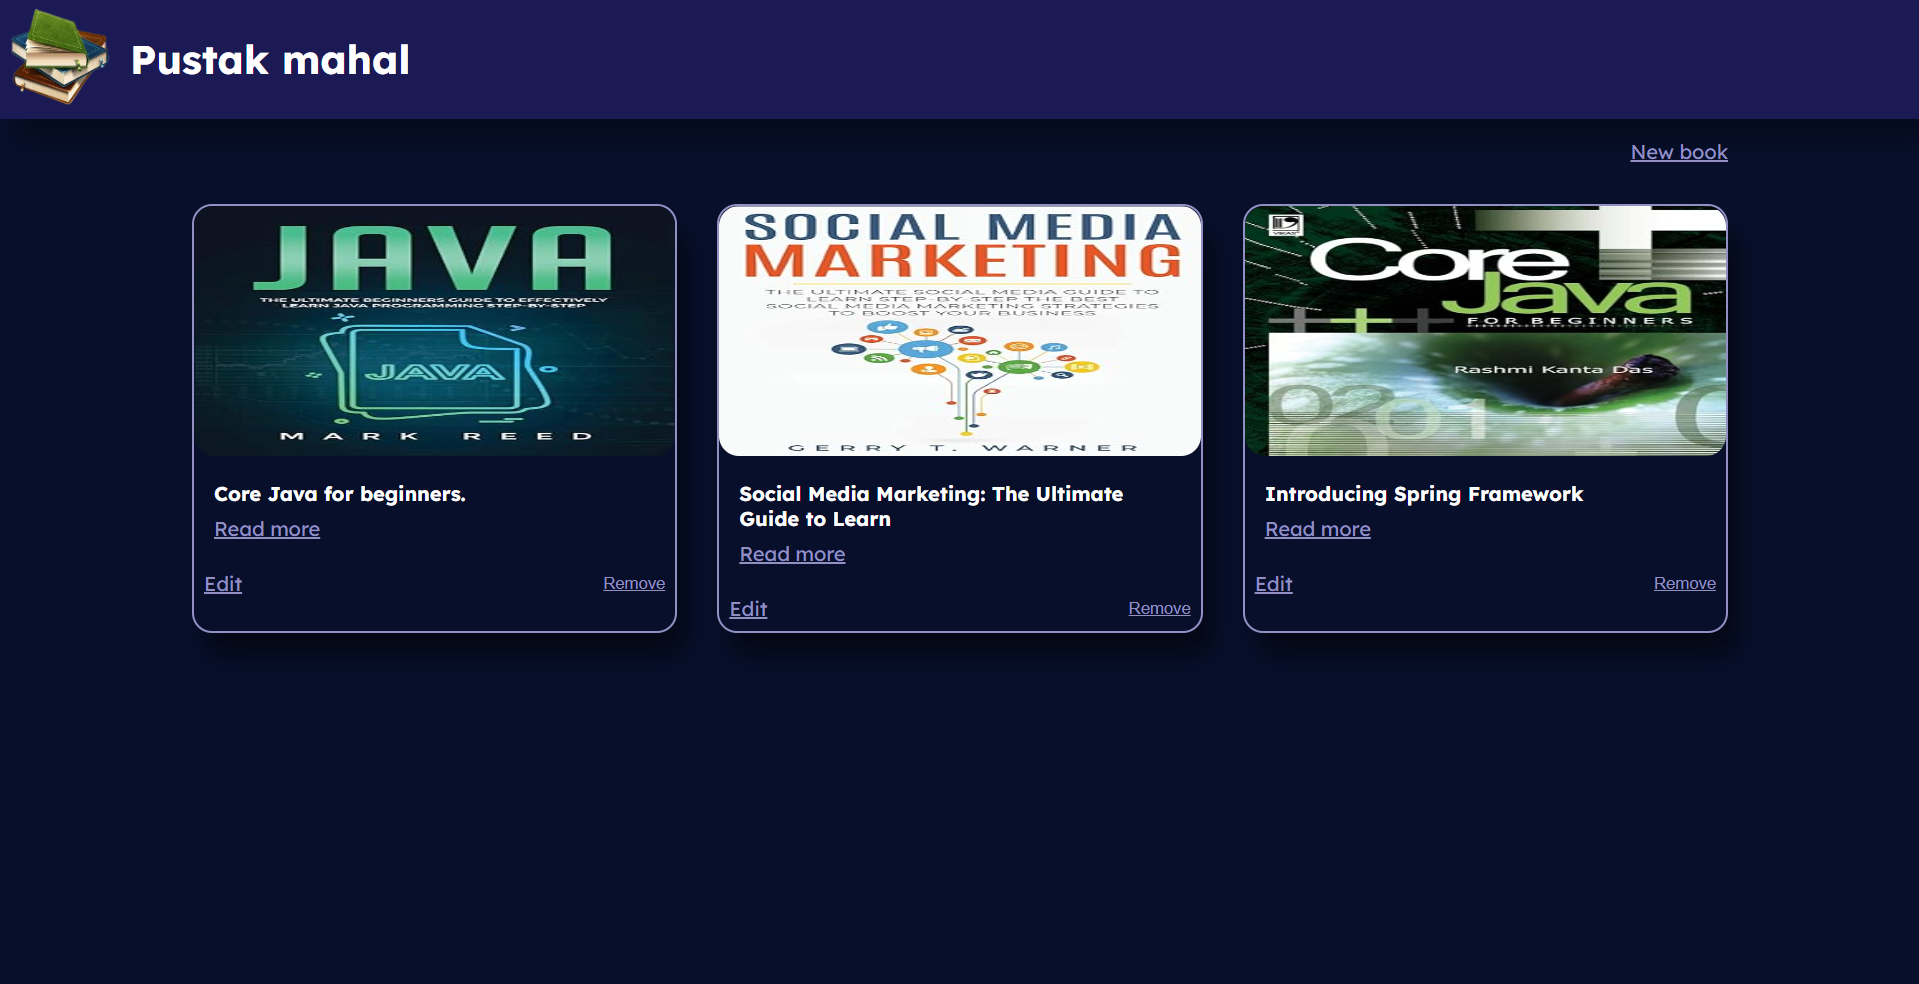 Pustak mahal
New book
JAVA
THE ULTIMATE BEGINNERS GUIDE TO EFFECTIVELY
LEARN JAVA PROGRAMMING STEP-BY-STEP
JAVA
MARK REED
Core Java for beginners.
Read more
Edit
Remove
SOCIAL MEDIA
MARKETING
THE ULTIMATE SOCIAL MEDIA GUIDE TO
LEARN STEP-BY-STEP THE BEST
SOCIAL MEDIA MARKETING STRATEGIES
TO BOOST YOUR BUSINESS
GERRY T. WARNER
Social Media Marketing: The Ultimate
Guide to Learn
Read more
Edit
Remove
VIKAS
Core
Java
FOR BEGINNERS
Rashmi Kanta Das
Introducing Spring Framework
Read more
Edit
Remove